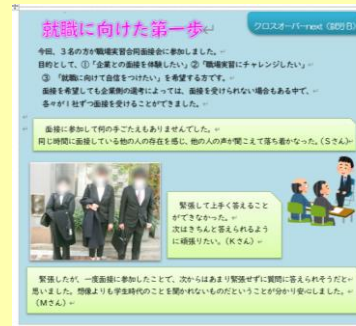 就職に向けた第一歩
クロスオーバーnext（就労日）
今回、３名の方が職場実習合同面接会に参加しました。
目的として、①「企業との面接を体験したい」②「職場実習にチャレンジしたい」
③「就職に向けて自信をつけたい」を希望する方です。
面接を希望しても企業側の選考によっては、面接を受けられない場合もある中で、
各々が１社ずつ面接を受けることができました。
面接に参加して何の手ごたえもありませんでした。
同じ時間に面接している他の人の存在を感じ、他の人の声が聞こえて落ち着かなった。（Ｓさん）
緊張して上手く答えること
ができなかった。
次はきちんと答えられるよう
に頑張りたい。（Ｋさん）
緊張したが、一度面接に参加したことで、次からはあまり緊張せずに質問に答えられそうだと
思いました。想像よりも学生時代のことを聞かれないものだということが分かり安心しました。
（Ｍさん）